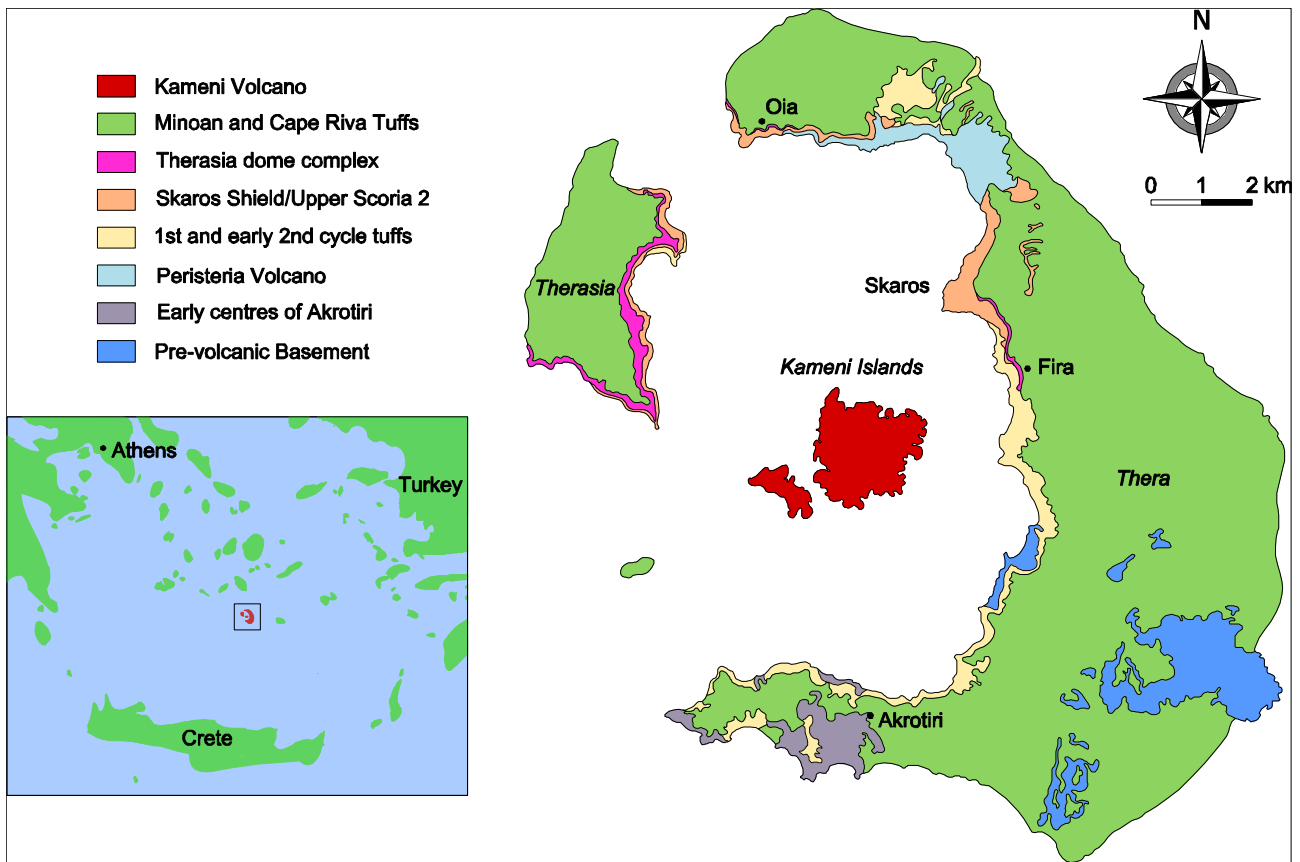 Kameni Volcano
Minoan and Cape Riva Tuffs
Therasia dome complex
Skaros Shield/Upper Scoria 2
1st and early 2nd cycle tuffs
Peristeria Volcano
Early centres of Akrotiri
Pre-volcanic Basement
N
0 1 2 km
Oia
Therasia
Skaros
Kameni Islands
Fira
Thera
Akrotiri
Athens
Turkey
Crete